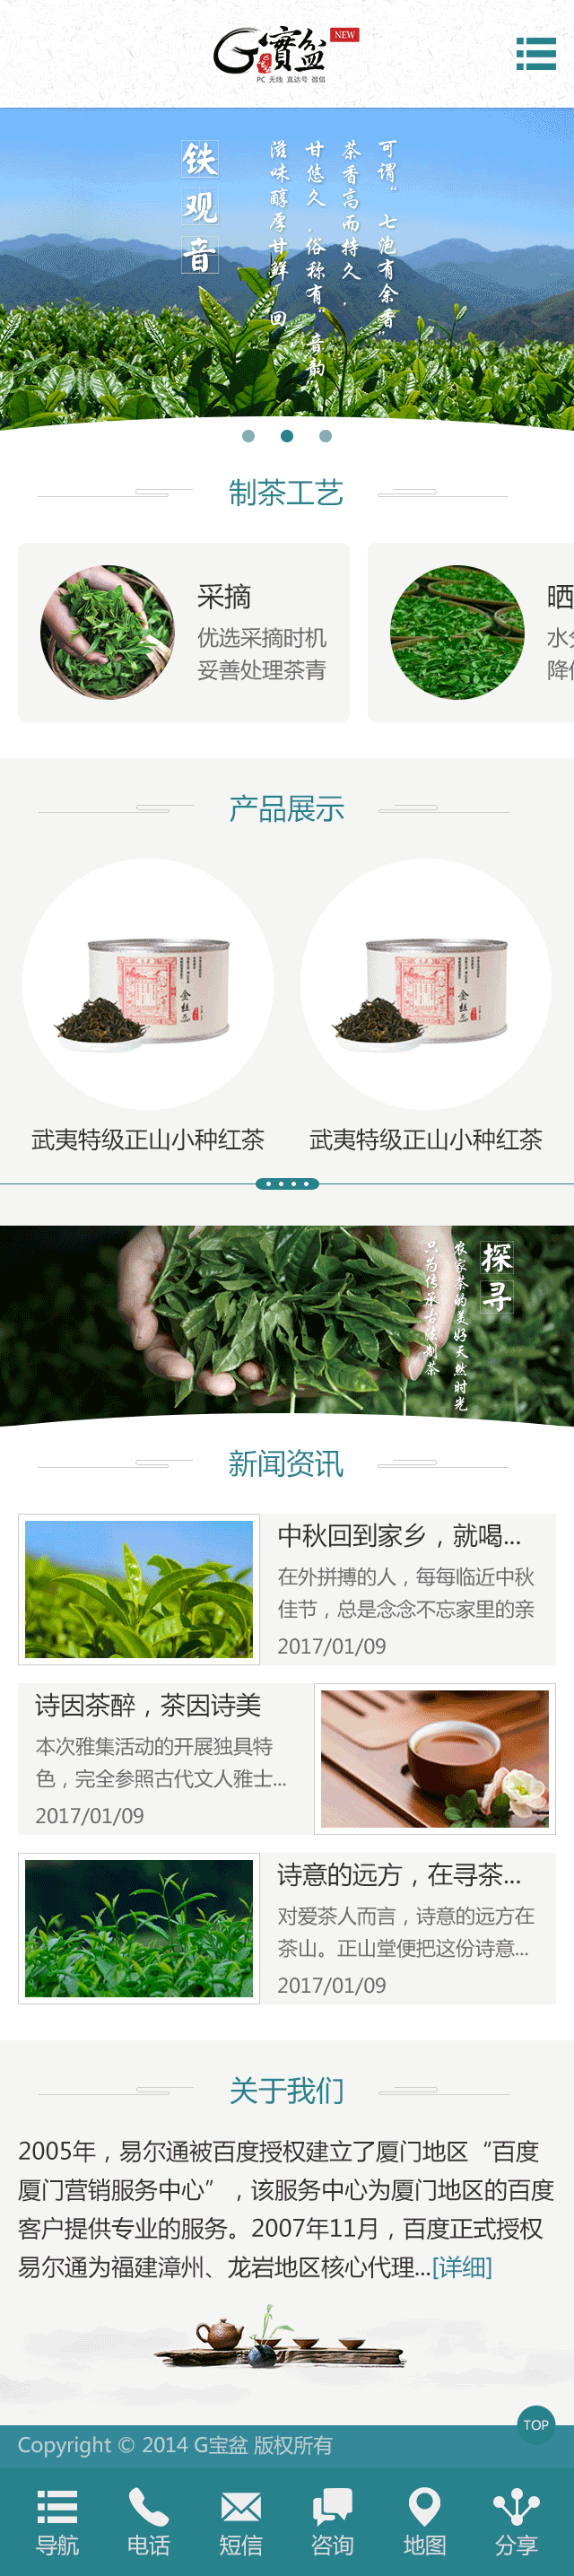 G寶盆
NEW
PC 无线 直达号 微信
铁观音
可谓“七泡有余香”
茶香高而持久，
甘悠久，俗称有“音韵”
滋味醇厚甘鲜，回
制茶工艺
采摘
优选采摘时机
妥善处理茶青
晒
降
产品展示
武夷特级正山小种红茶
武夷特级正山小种红茶
探寻
农家茶的美好天然时光
只为传承古法制茶
新闻资讯
中秋回到家乡，就喝...
在外拼搏的人，每每临近中秋
佳节，总是念念不忘家里的亲
2017/01/09
诗因茶醉，茶因诗美
本次雅集活动的开展独具特
色，完全参照古代文人雅士...
2017/01/09
诗意的远方，在寻茶...
对爱茶人而言，诗意的远方在
茶山。正山堂便把这份诗意...
2017/01/09
关于我们
2005年，易尔通被百度授权建立了厦门地区“百度
厦门营销服务中心”，该服务中心为厦门地区的百度
客户提供专业的服务。2007年11月，百度正式授权
易尔通为福建漳州、龙岩地区核心代理...[详细]
TOP
Copyright © 2014 G宝盆 版权所有
导航 电话 短信 咨询 地图 分享